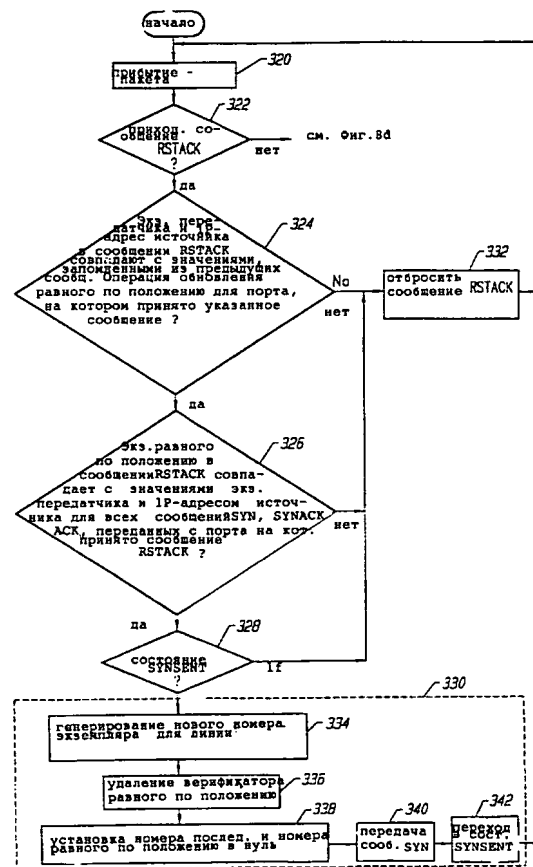 начало
320
прибытие -
пакета
322
приход. со-
общение
RSTACK
?
нет
см. Фиг.8d
да
324
Экз. пере-
датчика и IP-
адрес источника
в сообщении RSTACK
совпадают с значениями,
запомненными из предыдущих
сообщ. Операция обновления
равного по положению для порта,
на котором принято указанное
сообщение ?
No
нет
332
отбросить
сообщение RSTACK
да
326
Экз.равного
по положению в
сообщенииRSTACK совпа-
дает с значениями экз.
передатчика и 1P-адресом источ-
ника для всех сообщенийSYN, SYNACK
ACK, переданных с порта на кот.
принято сообщение
RSTACK ?
нет
да
328
состояние
SYNSENT
?
1f
330
генерирование нового номера
экземпляра для линии
334
удаление верификатора
равного по положению
336
338
установка номера послед. и номера
равного по положению в нуль
340
передача
сооб. SYN
342
переход
в сост.
SYNSENT